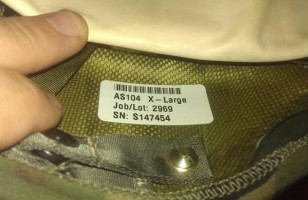 AS104 X-Large
Job/Lot: 2969
SN: S147454